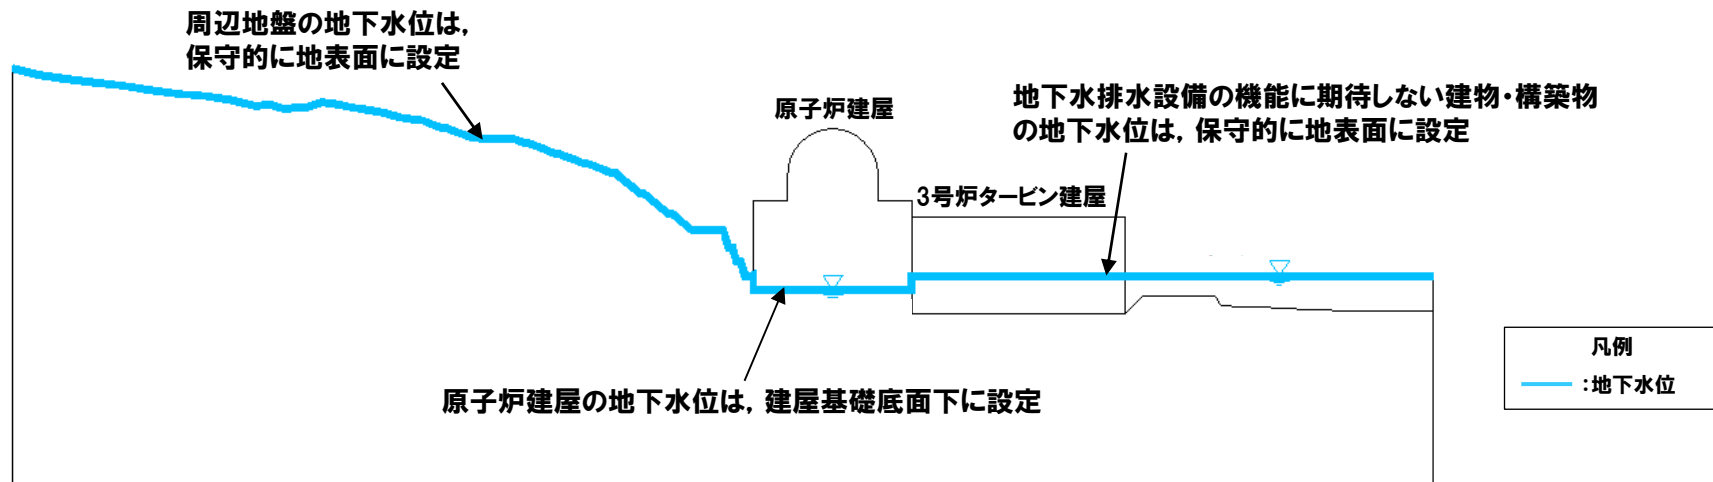 周辺地盤の地下水位は，
保守的に地表面に設定
原子炉建屋
地下水排水設備の機能に期待しない建物・構築物
の地下水位は，保守的に地表面に設定
3号炉タービン建屋
原子炉建屋の地下水位は，建屋基礎底面下に設定
凡例
：地下水位